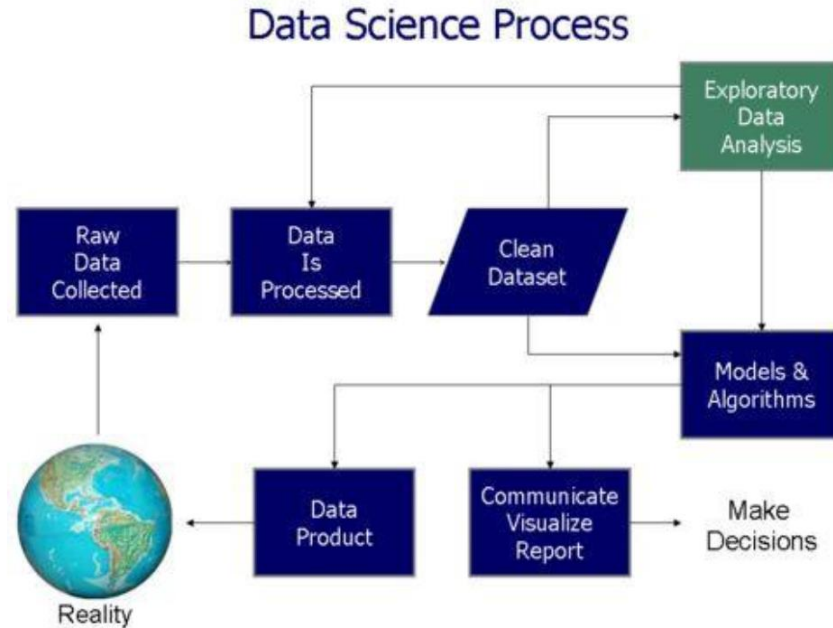 Data Science Process
Exploratory
Data
Analysis
Raw
Data
Collected
Data
Is
Processed
Clean
Dataset
Models &
Algorithms
Data
Product
Communicate
Visualize
Report
Make
Decisions
Reality